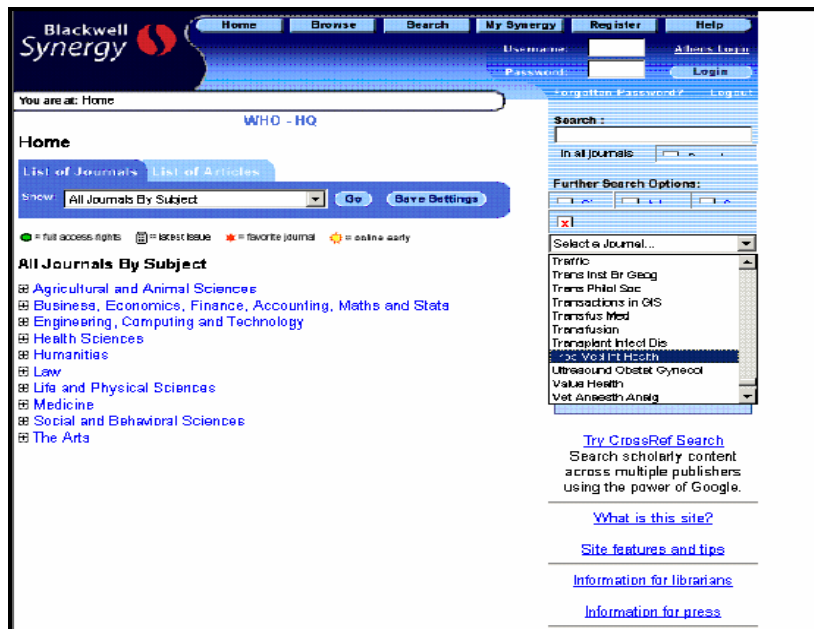 Blackwell
Synergy
Home Browse Search My Synergy Register Help
Username: Athens Login
Password: Login
Forgotten Password? Logout
You are at: Home
WHO - HQ
Home
List of Journals List of Articles
Show: All Journals By Subject Go Save Settings
= full access rights = latest issue = favorite journal = online early
All Journals By Subject
Agricultural and Animal Sciences
Business, Economics, Finance, Accounting, Maths and Stats
Engineering, Computing and Technology
Health Sciences
Humanities
Law
Life and Physical Sciences
Medicine
Social and Behavioral Sciences
The Arts
Search :
In all journals
Further Search Options:
Select a Journal...
Traffic
Trans Inst Br Geog
Trans Philol Soc
Transactions in GIS
Transfus Med
Transfusion
Transplant Infect Dis
Trop Med Int Health
Ultrasound Obstet Gynecol
Value Health
Vet Anaesth Analg
Try CrossRef Search
Search scholarly content
across multiple publishers
using the power of Google.
What is this site?
Site features and tips
Information for librarians
Information for press